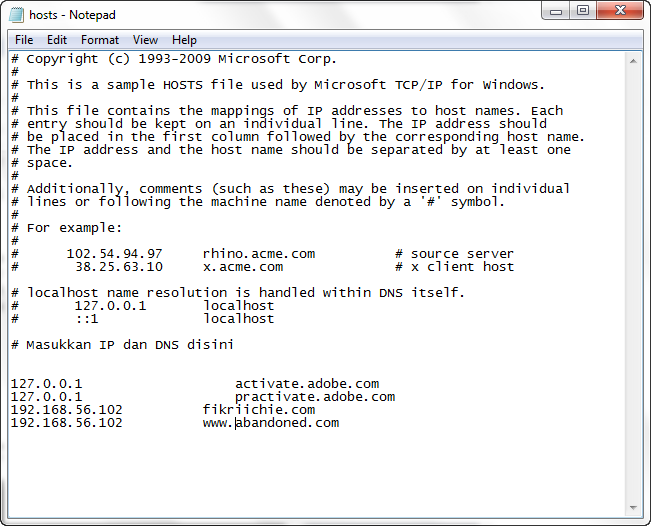 hosts - Notepad
File Edit Format View Help
# Copyright (c) 1993-2009 Microsoft Corp.
#
# This is a sample HOSTS file used by Microsoft TCP/IP for Windows.
#
# This file contains the mappings of IP addresses to host names. Each
# entry should be kept on an individual line. The IP address should
# be placed in the first column followed by the corresponding host name.
# The IP address and the host name should be separated by at least one
# space.
#
# Additionally, comments (such as these) may be inserted on individual
# lines or following the machine name denoted by a '#' symbol.
#
# For example:
#
#      102.54.94.97     rhino.acme.com          # source server
#       38.25.63.10     x.acme.com              # x client host

# localhost name resolution is handled within DNS itself.
#       127.0.0.1       localhost
#       ::1             localhost

# Masukkan IP dan DNS disini


127.0.0.1                   activate.adobe.com
127.0.0.1                   practivate.adobe.com
192.168.56.102          fikriichie.com
192.168.56.102          www.abandoned.com